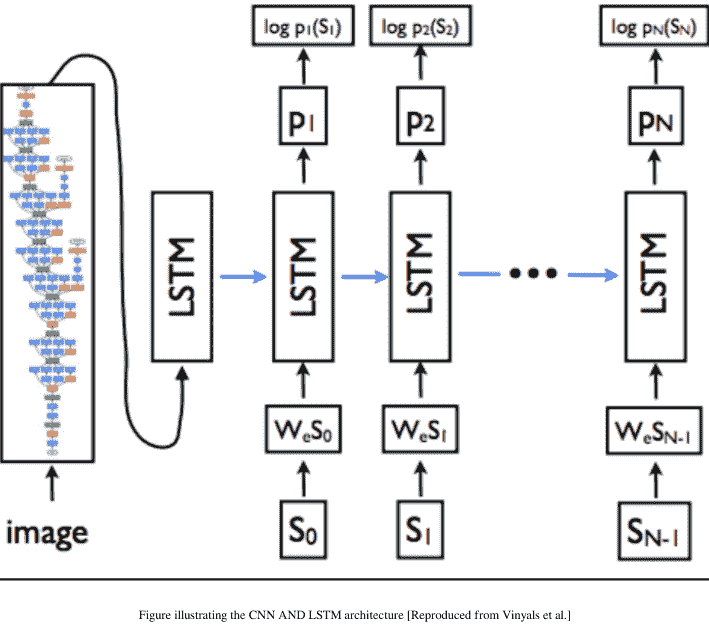 log p1(S1) log p2(S2) log pN(SN)
p1 p2 pN
LSTM LSTM LSTM LSTM
WeS0 WeS1 WeSN-1
image S0 S1 SN-1
Figure illustrating the CNN AND LSTM architecture [Reproduced from Vinyals et al.]